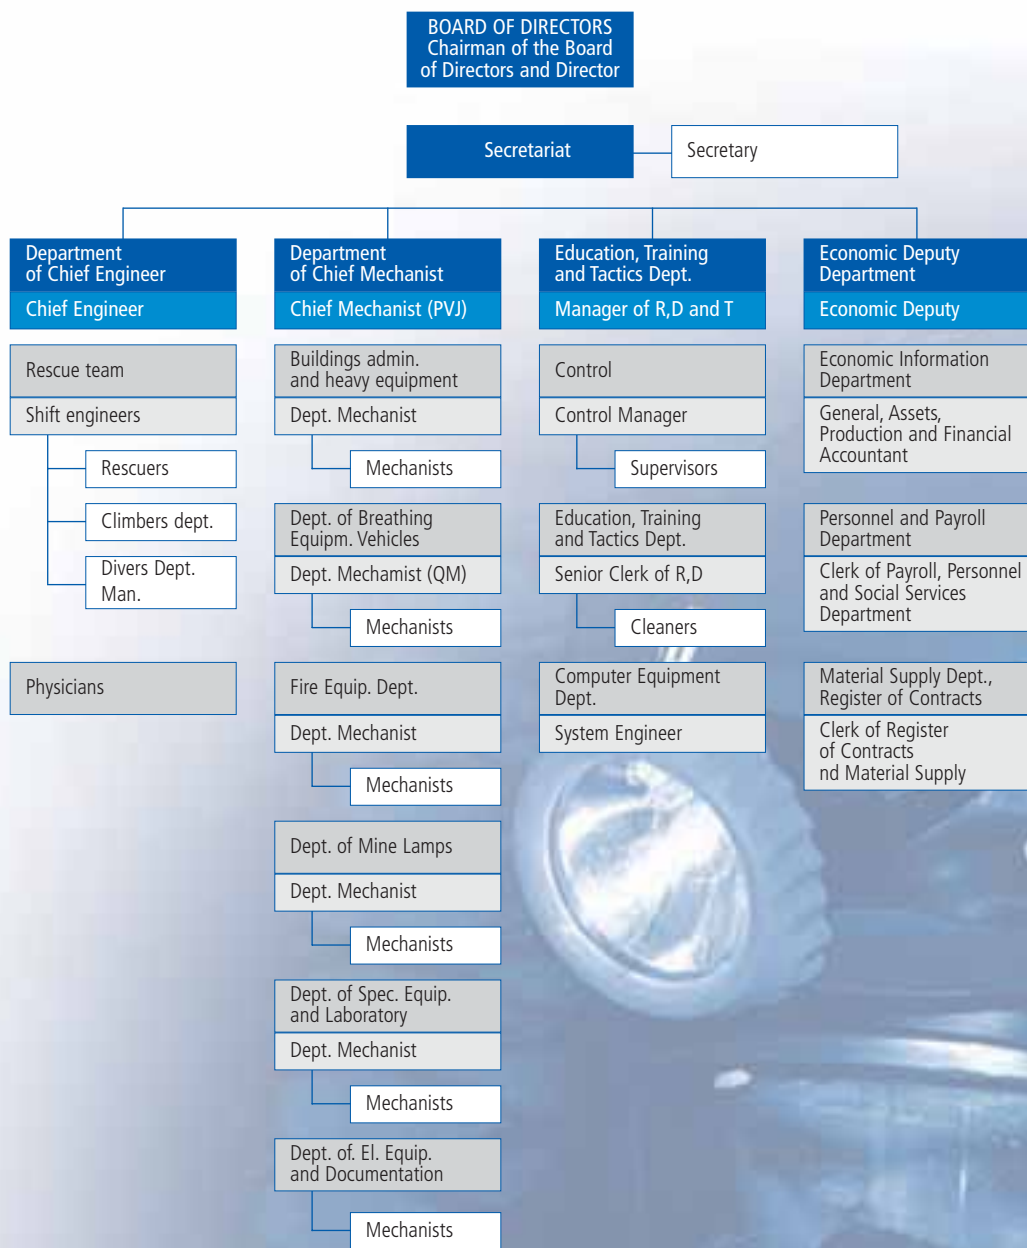 BOARD OF DIRECTORS
Chairman of the Board
of Directors and Director
Secretariat
Secretary
Department
of Chief Engineer
Chief Engineer
Rescue team
Shift engineers
Rescuers
Climbers dept.
Divers Dept.
Man.
Physicians
Department
of Chief Mechanist
Chief Mechanist (PVJ)
Buildings admin.
and heavy equipment
Dept. Mechanist
Mechanists
Dept. of Breathing
Equipm. Vehicles
Dept. Mechamist (QM)
Mechanists
Fire Equip. Dept.
Dept. Mechanist
Mechanists
Dept. of Mine Lamps
Dept. Mechanist
Mechanists
Dept. of Spec. Equip.
and Laboratory
Dept. Mechanist
Mechanists
Dept. of. El. Equip.
and Documentation
Mechanists
Education, Training
and Tactics Dept.
Manager of R,D and T
Control
Control Manager
Supervisors
Education, Training
and Tactics Dept.
Senior Clerk of R,D
Cleaners
Computer Equipment
Dept.
System Engineer
Economic Deputy
Department
Economic Deputy
Economic Information
Department
General, Assets,
Production and Financial
Accountant
Personnel and Payroll
Department
Clerk of Payroll, Personnel
and Social Services
Department
Material Supply Dept.,
Register of Contracts
Clerk of Register
of Contracts
nd Material Supply